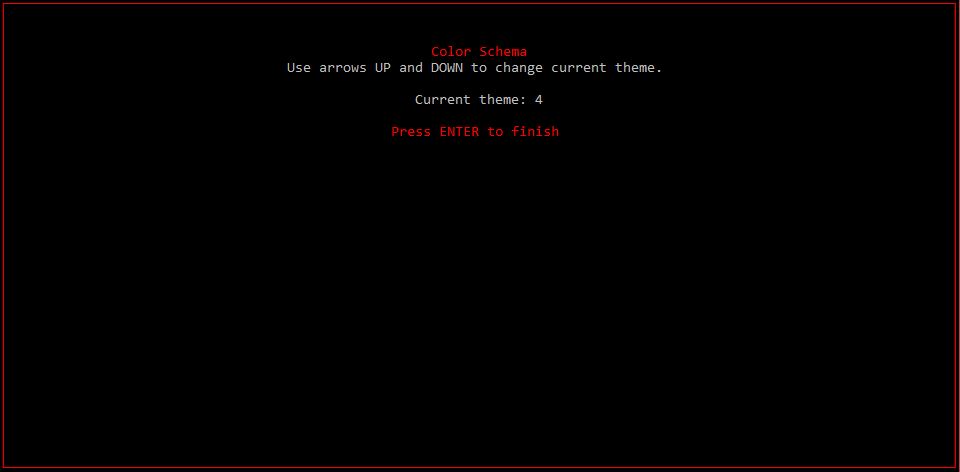 Color Schema
Use arrows UP and DOWN to change current theme.
Current theme: 4
Press ENTER to finish